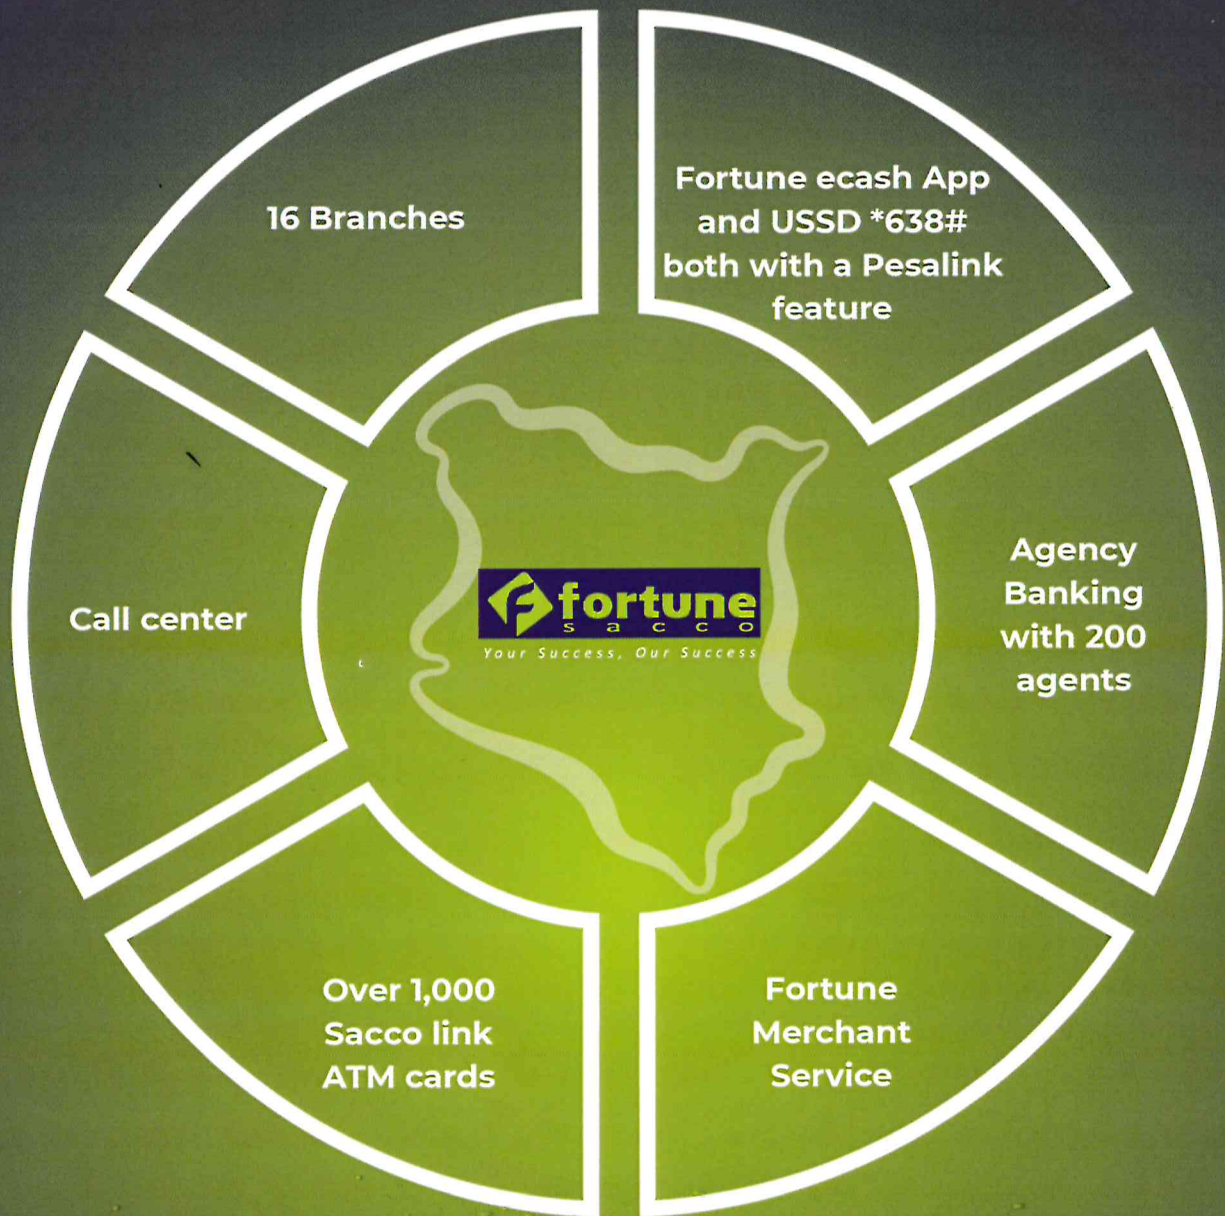 16 Branches
Fortune ecash App
and USSD *638#
both with a Pesalink
feature
Agency
Banking
with 200
agents
Fortune
Merchant
Service
Over 1,000
Sacco link
ATM cards
Call center
fortune
sacco
Your Success, Our Success